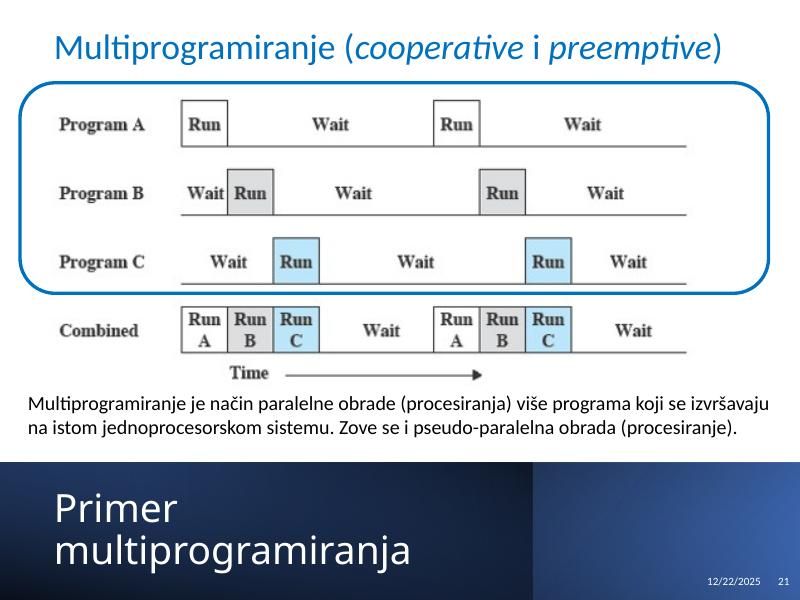 Multiprogramiranje (cooperative i preemptive)
Program A Run Wait Run Wait
Program B Wait Run Wait Run Wait
Program C Wait Run Wait Run Wait
Combined Run A Run B Run C Wait Run A Run B Run C Wait
Time
Multiprogramiranje je način paralelne obrade (procesiranja) više programa koji se izvršavaju
na istom jednoprocesorskom sistemu. Zove se i pseudo-paralelna obrada (procesiranje).
Primer
multiprogramiranja
12/22/2025 21